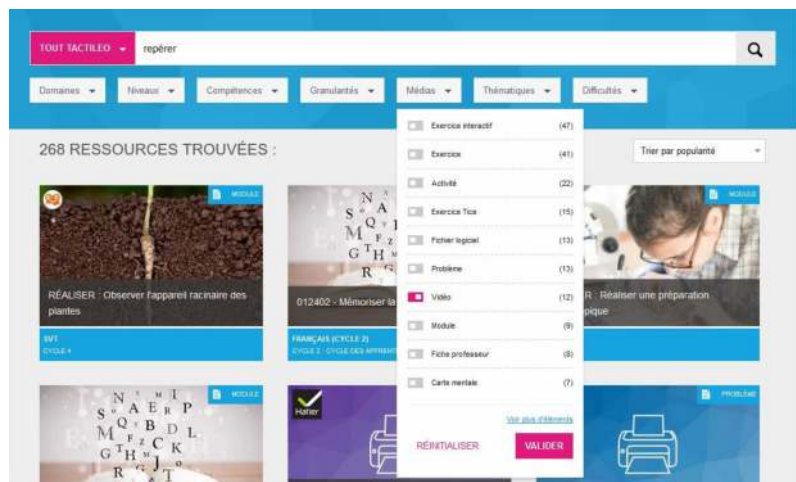 TOUT TACTILEO
repérer
Domaines
Niveaux
Compétences
Granularités
Médias
Thématiques
Difficultés
268 RESSOURCES TROUVÉES :
Trier par popularité
Exercice interactif (47)
Exercice (41)
Activité (22)
Exercice Tice (15)
Fichier logiciel (13)
Problème (13)
Vidéo (12)
Module (9)
Fiche professeur (8)
Carte mentale (7)
Voir plus d'éléments
RÉINITIALISER
VALIDER
MODULE
RÉALISER : Observer l'appareil racinaire des
plantes
SVT
CYCLE 4
012402 - Mémoriser la
FRANÇAIS (CYCLE 2)
MODULE
R : Réaliser une préparation
pique
MODULE
Hatier
PROBLÈME